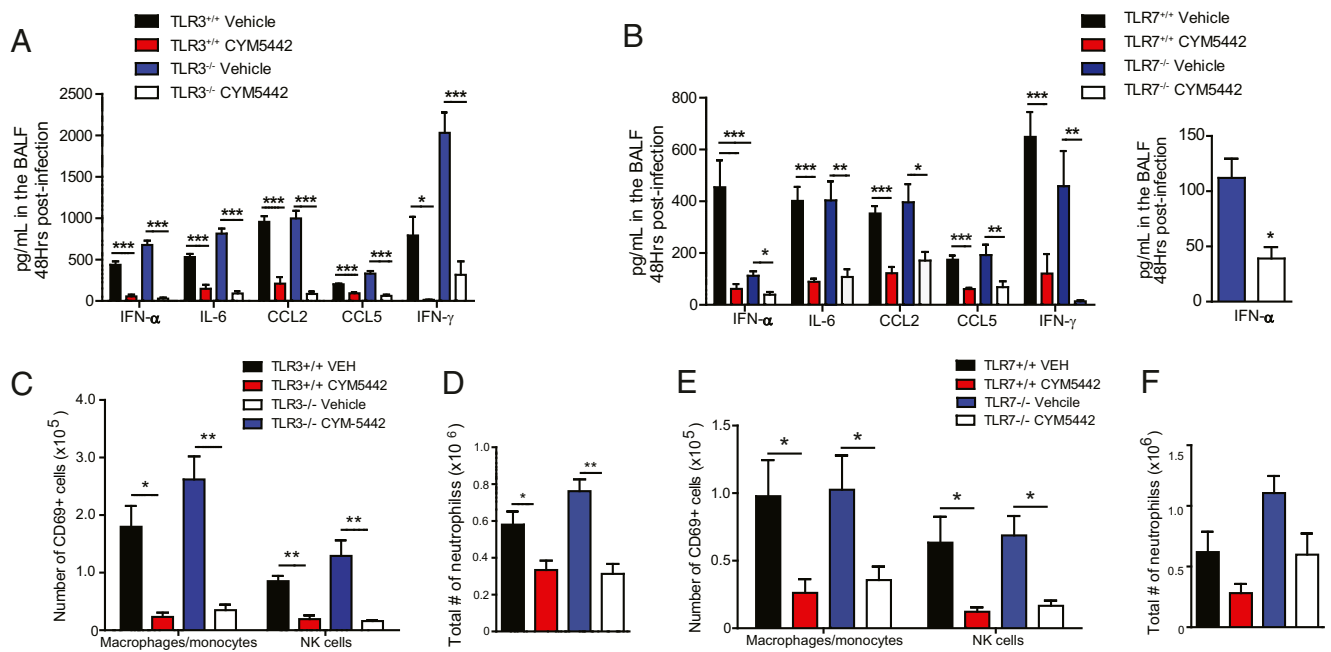 A
TLR3+/+ Vehicle
TLR3+/+ CYM5442
TLR3-/- Vehicle
TLR3-/- CYM5442
pg/mL in the BALF
48Hrs post-infection
2500
2000
1500
1000
500
0
***
***
***
***
***
***
***
***
*
***
IFN-α
IL-6
CCL2
CCL5
IFN-γ
B
TLR7+/+ Vehicle
TLR7+/+ CYM5442
TLR7-/- Vehicle
TLR7-/- CYM5442
pg/mL in the BALF
48Hrs post-infection
800
600
400
200
0
***
*
***
**
***
*
***
**
***
**
IFN-α
IL-6
CCL2
CCL5
IFN-γ
pg/mL in the BALF
48Hrs post-infection
150
100
50
0
*
IFN-α
C
TLR3+/+ VEH
TLR3+/+ CYM5442
TLR3-/- Vehicle
TLR3-/- CYM-5442
Number of CD69+ cells (x10⁵)
4.0
3.0
2.0
1.0
0
*
**
**
**
Macrophages/monocytes
NK cells
D
Total # of neutrophilss (x10 ⁶)
1.0
0.8
0.6
0.4
0.2
0
*
**
E
TLR7+/+ VEH
TLR7+/+ CYM5442
TLR7-/- Vehcile
TLR7-/- CYM5442
Number of CD69+ cells (x10⁵)
1.5
1.0
0.5
0
*
*
*
*
Macrophages/monocytes
NK cells
F
Total # of neutrophilss (x10⁶)
1.5
1.0
0.5
0